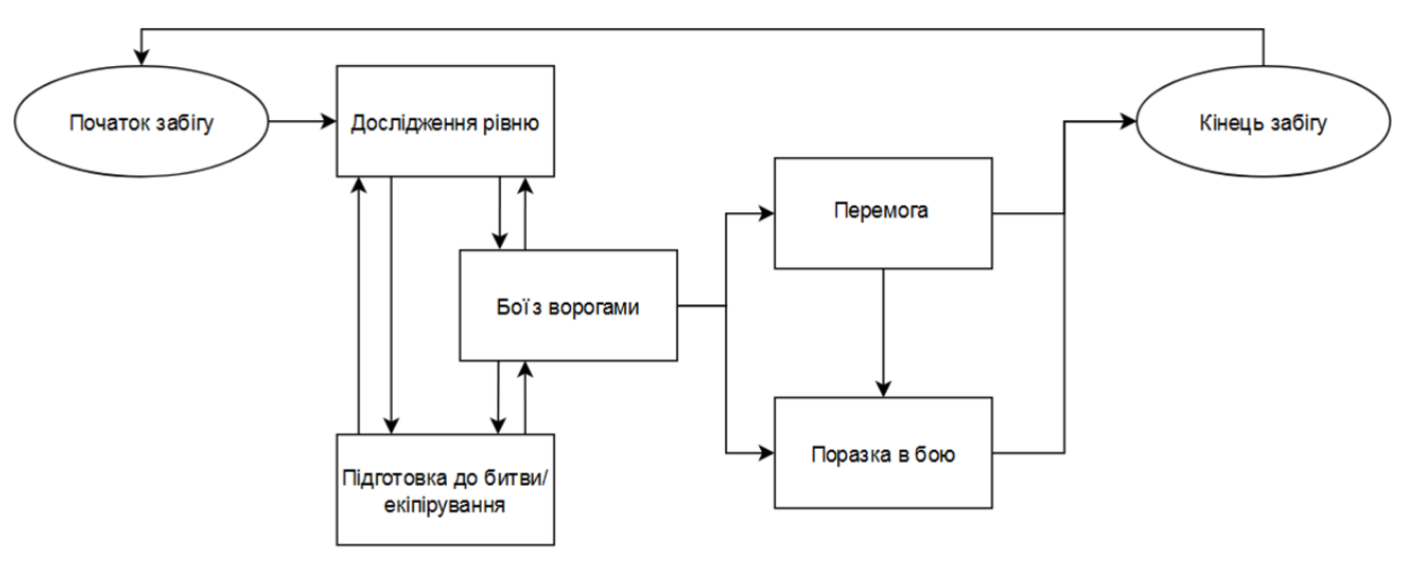 Початок забігу
Дослідження рівню
Кінець забігу
Перемога
Бої з ворогами
Поразка в бою
Підготовка до битви/
екіпірування